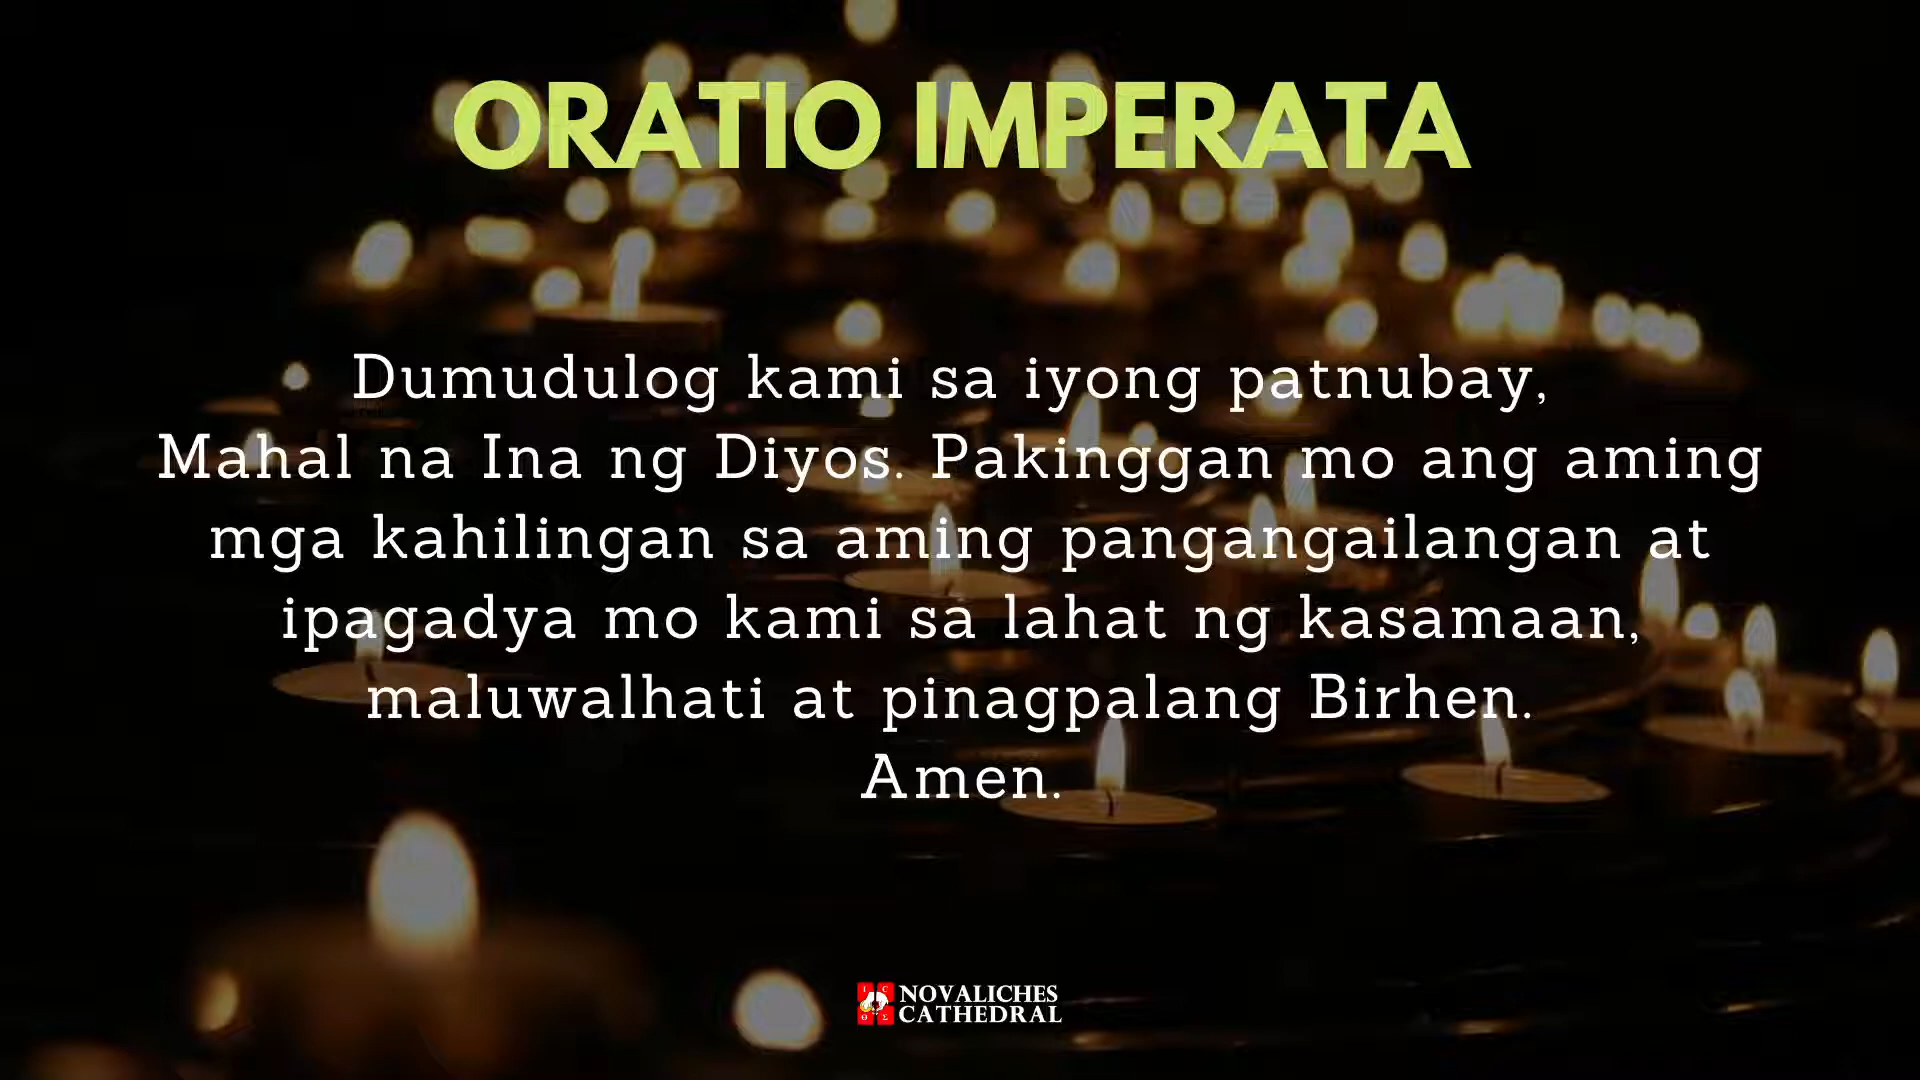 ORATIO IMPERATA
Dumudulog kami sa iyong patnubay,
Mahal na Ina ng Diyos. Pakinggan mo ang aming
mga kahilingan sa aming pangangailangan at
ipagadya mo kami sa lahat ng kasamaan,
maluwalhati at pinagpalang Birhen.
Amen.
I C
Θ Σ
NOVALICHES
CATHEDRAL